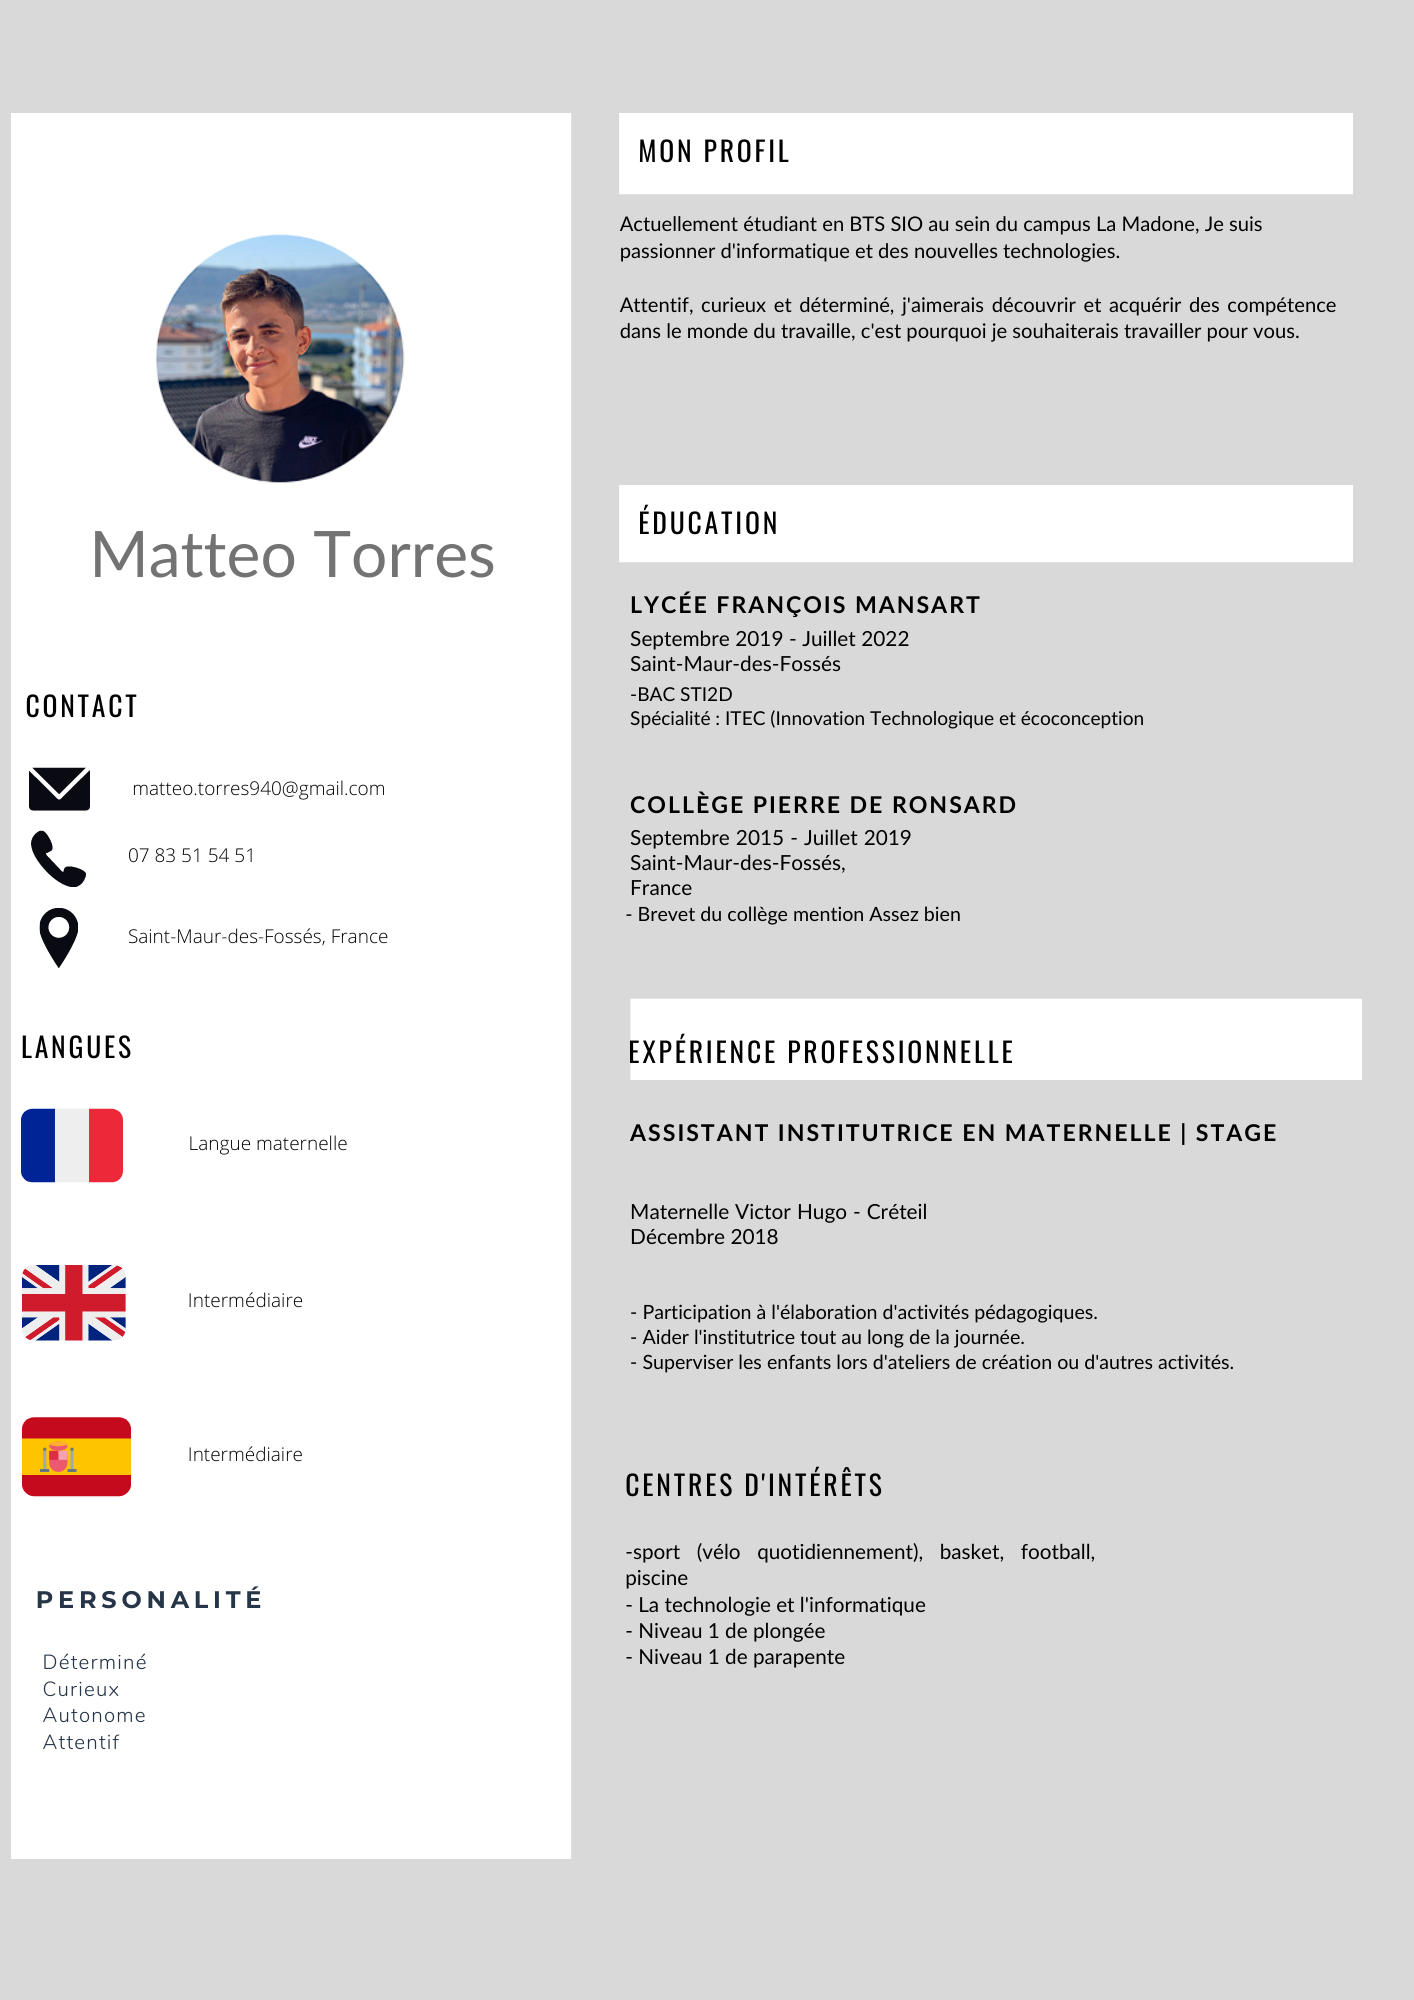 Matteo Torres
CONTACT
matteo.torres940@gmail.com
07 83 51 54 51
Saint-Maur-des-Fossés, France
LANGUES
Langue maternelle
Intermédiaire
Intermédiaire
PERSONALITÉ
Déterminé
Curieux
Autonome
Attentif
MON PROFIL
Actuellement étudiant en BTS SIO au sein du campus La Madone, Je suis
passionner d'informatique et des nouvelles technologies.
Attentif, curieux et déterminé, j'aimerais découvrir et acquérir des compétence
dans le monde du travaille, c'est pourquoi je souhaiterais travailler pour vous.
ÉDUCATION
LYCÉE FRANÇOIS MANSART
Septembre 2019 - Juillet 2022
Saint-Maur-des-Fossés
-BAC STI2D
Spécialité : ITEC (Innovation Technologique et écoconception
COLLÈGE PIERRE DE RONSARD
Septembre 2015 - Juillet 2019
Saint-Maur-des-Fossés,
France
- Brevet du collège mention Assez bien
EXPÉRIENCE PROFESSIONNELLE
ASSISTANT INSTITUTRICE EN MATERNELLE | STAGE
Maternelle Victor Hugo - Créteil
Décembre 2018
- Participation à l'élaboration d'activités pédagogiques.
- Aider l'institutrice tout au long de la journée.
- Superviser les enfants lors d'ateliers de création ou d'autres activités.
CENTRES D'INTÉRÊTS
-sport (vélo quotidiennement), basket, football,
piscine
- La technologie et l'informatique
- Niveau 1 de plongée
- Niveau 1 de parapente